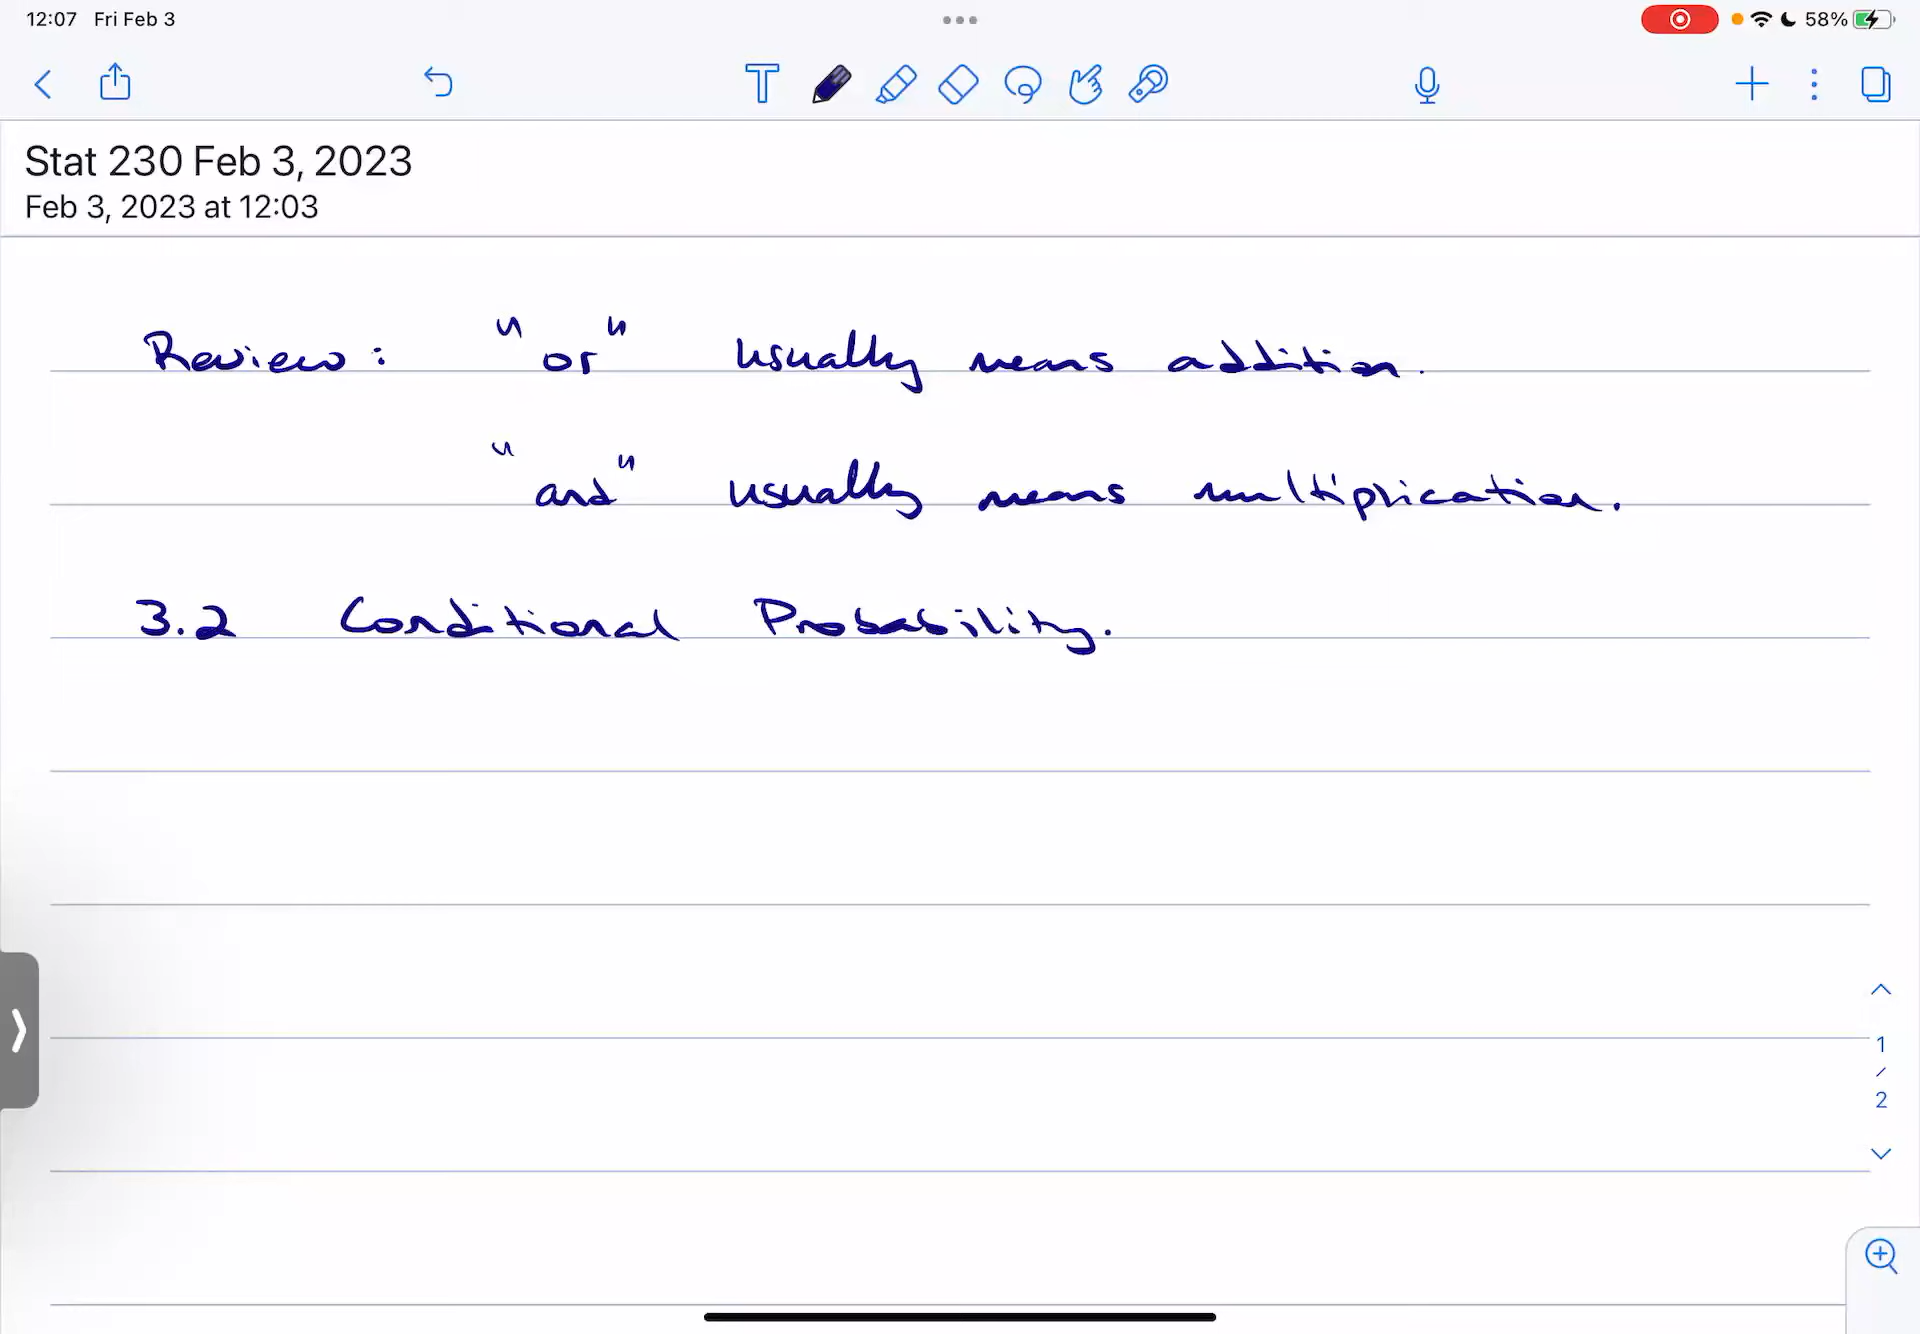 12:07 Fri Feb 3
58%
Stat 230 Feb 3, 2023
Feb 3, 2023 at 12:03
Review: "or" usually means addition.
"and" usually means multiplication.
3.2 Conditional Probability.
1
/
2